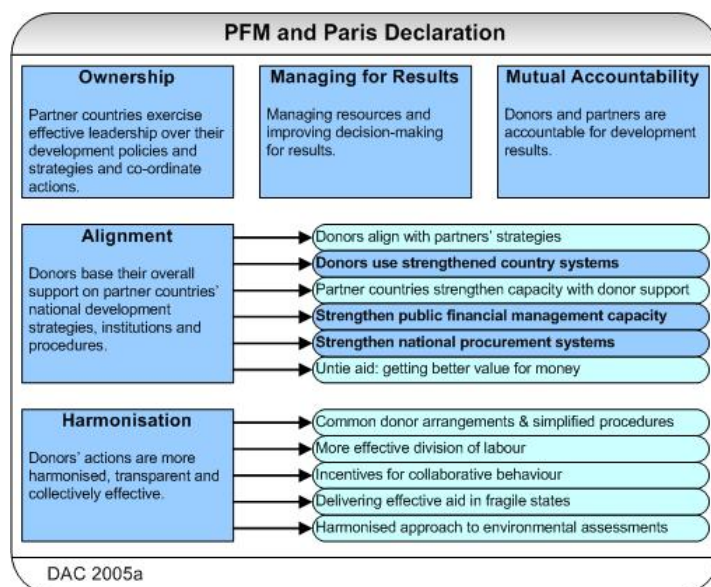 PFM and Paris Declaration
Ownership
Partner countries exercise
effective leadership over their
development policies and
strategies and co-ordinate
actions.
Managing for Results
Managing resources and
improving decision-making
for results.
Mutual Accountability
Donors and partners are
accountable for development
results.
Alignment
Donors base their overall
support on partner countries'
national development
strategies, institutions and
procedures.
Donors align with partners' strategies
Donors use strengthened country systems
Partner countries strengthen capacity with donor support
Strengthen public financial management capacity
Strengthen national procurement systems
Untie aid: getting better value for money
Harmonisation
Donors' actions are more
harmonised, transparent and
collectively effective.
Common donor arrangements & simplified procedures
More effective division of labour
Incentives for collaborative behaviour
Delivering effective aid in fragile states
Harmonised approach to environmental assessments
DAC 2005a